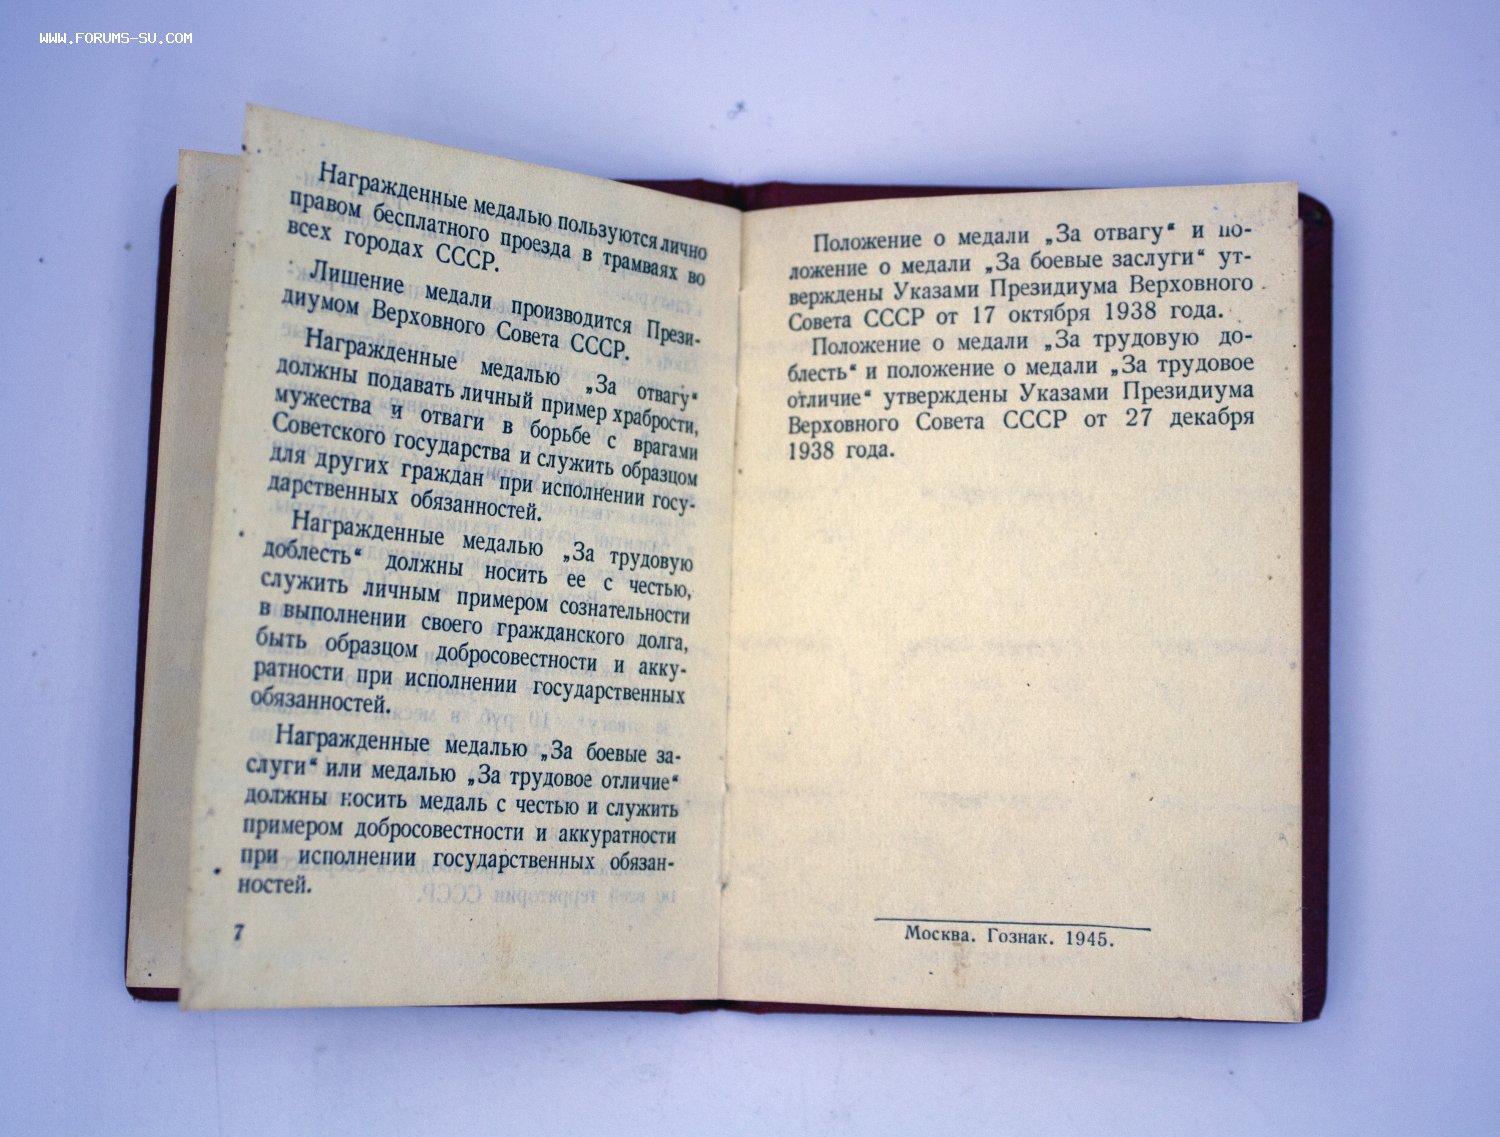 WWW.FORUMS-SU.COM
Награжденные медалью пользуются лично
правом бесплатного проезда в трамваях во
всех городах СССР.
Лишение медали производится Прези-
диумом Верховного Совета СССР.
Награжденные медалью „За отвагу“
должны подавать личный пример храбрости,
мужества и отваги в борьбе с врагами
Советского государства и служить образцом
для других граждан при исполнении госу-
дарственных обязанностей.
Награжденные медалью „За трудовую
доблесть“ должны носить ее с честью,
служить личным примером сознательности
в выполнении своего гражданского долга,
быть образцом добросовестности и акку-
ратности при исполнении государственных
обязанностей.
Награжденные медалью „За боевые за-
слуги“ или медалью „За трудовое отличие“
должны носить медаль с честью и служить
примером добросовестности и аккуратности
при исполнении государственных обязан-
ностей.
7
Положение о медали „За отвагу“ и по-
ложение о медали „За боевые заслуги“ ут-
верждены Указами Президиума Верховного
Совета СССР от 17 октября 1938 года.
Положение о медали „За трудовую до-
блесть“ и положение о медали „За трудовое
отличие“ утверждены Указами Президиума
Верховного Совета СССР от 27 декабря
1938 года.
Москва. Гознак. 1945.